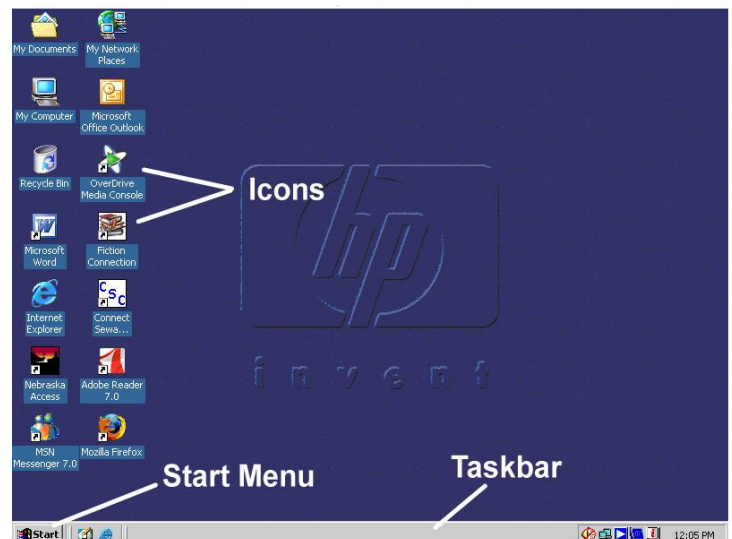 My Documents
My Network
Places
My Computer
Microsoft
Office Outlook
Recycle Bin
OverDrive
Media Console
Icons
Microsoft
Word
Fiction
Connection
hp
Internet
Explorer
CSC
Connect
Sewa...
Nebraska
Access
Adobe Reader
7.0
invent
MSN
Messenger 7.0
Mozilla Firefox
Start Menu
Taskbar
Start
12:05 PM